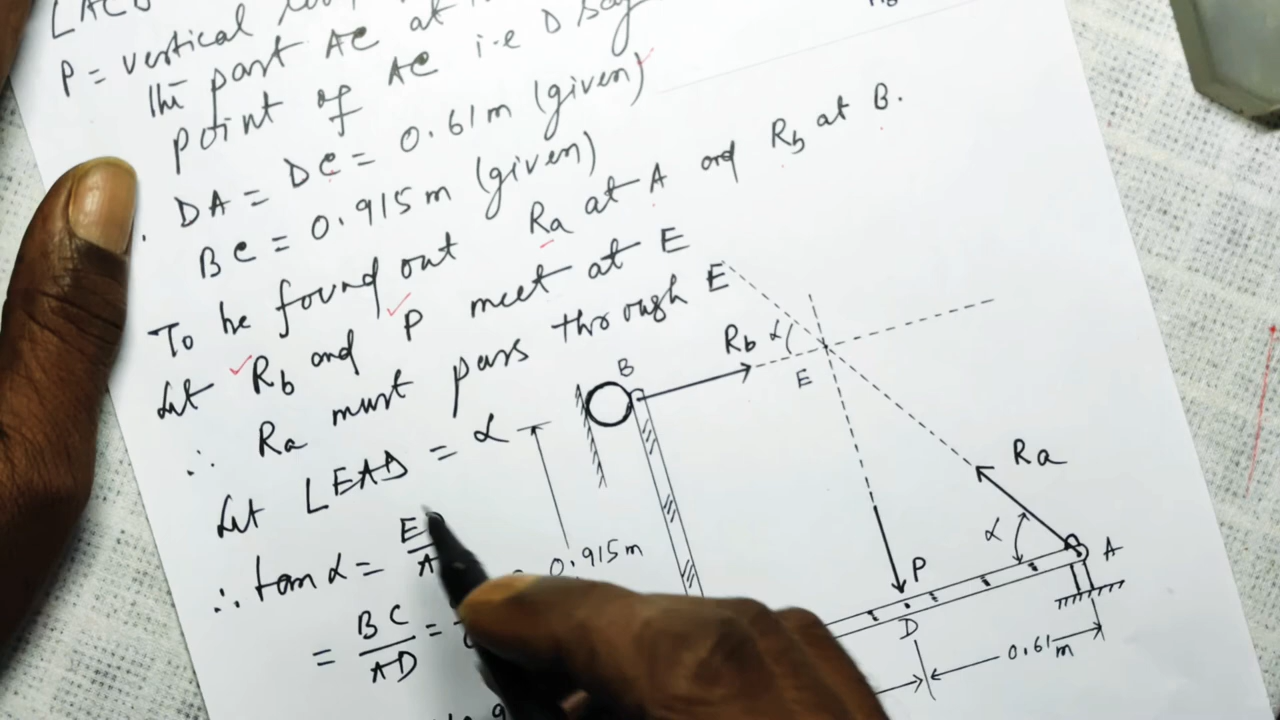 P = vertical
the part AC at
point of AC i.e D say
DA = DC = 0.61m (given)
BC = 0.915m (given)
To be found out Ra at A and Rb at B.
Let Rb and P meet at E
∴ Ra must pass through E
Let ∠EAD = α
∴ tan α =
= BC/AD =
B
Rb α
E
Ra
α
A
P
D
0.915m
0.61m